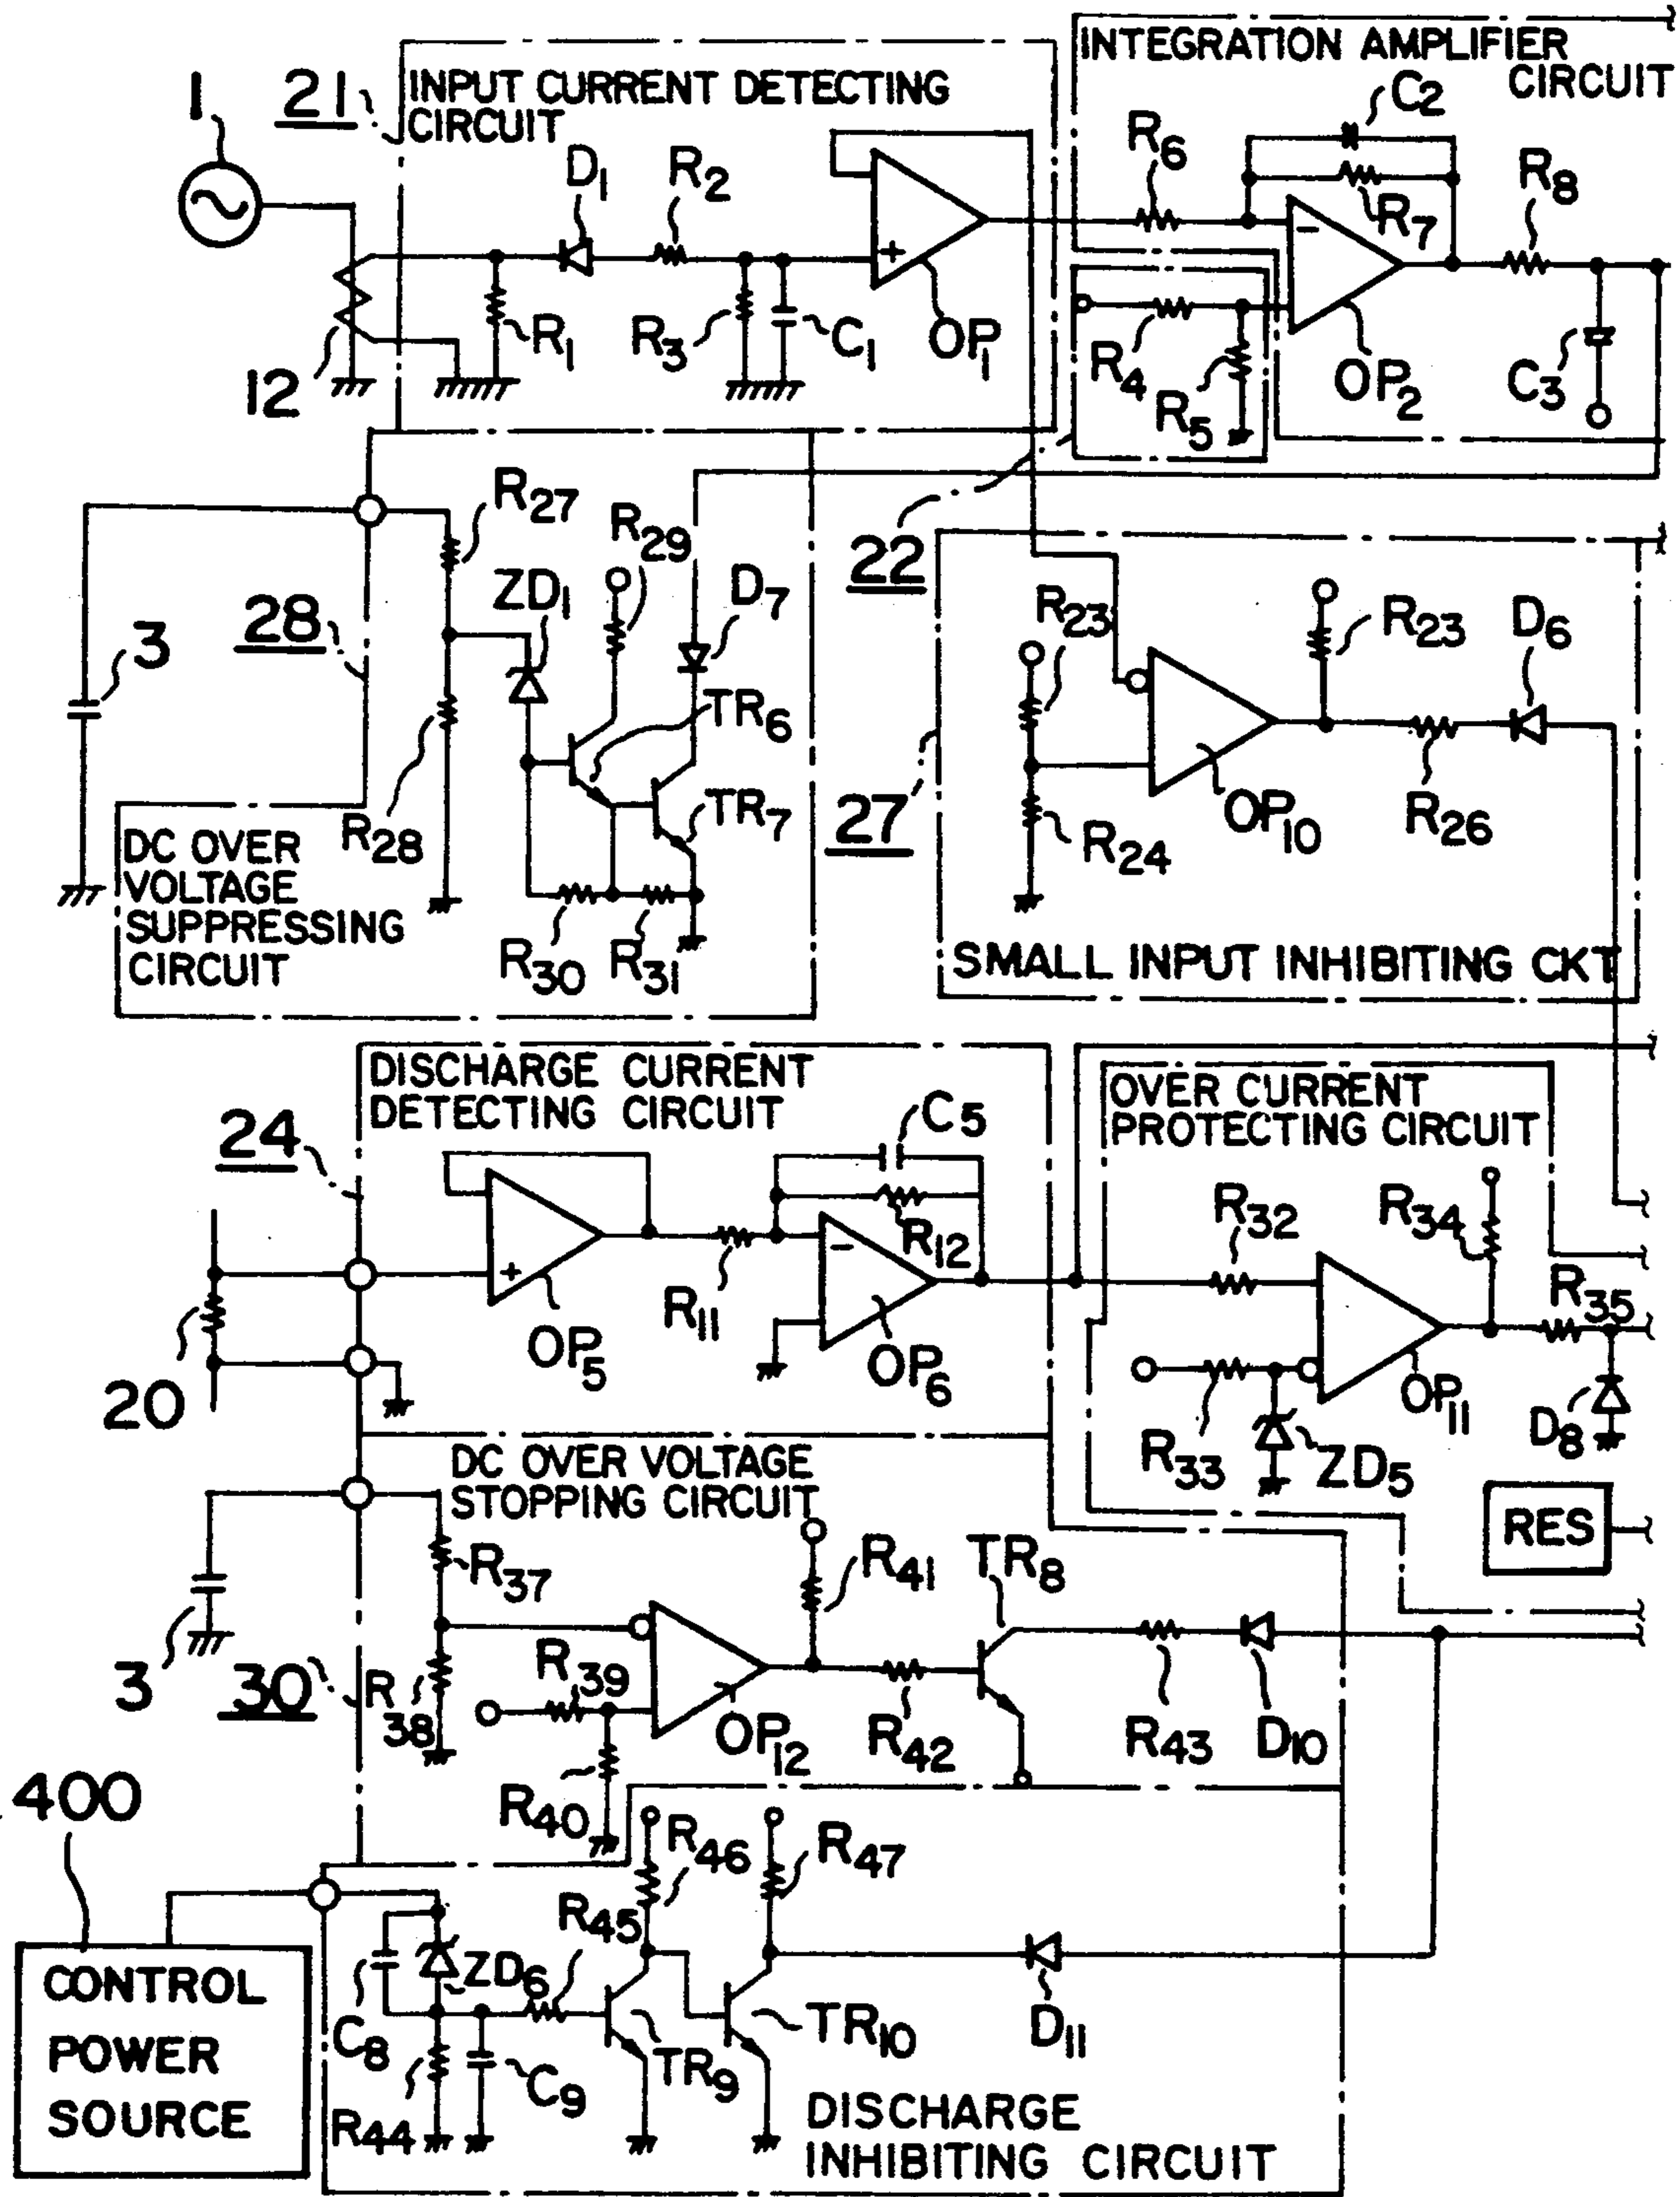 1
21
INPUT CURRENT DETECTING
CIRCUIT
INTEGRATION AMPLIFIER
CIRCUIT
C2
R6
R7
R8
D1
R2
R1
R3
C1
OP1
R4
R5
OP2
C3
12
22
3
28
R27
R29
ZD1
D7
TR6
TR7
R28
R30
R31
DC OVER
VOLTAGE
SUPPRESSING
CIRCUIT
R23
R23
D6
27
R24
OP10
R26
SMALL INPUT INHIBITING CKT
DISCHARGE CURRENT
DETECTING CIRCUIT
24
C5
R12
R11
OP5
OP6
20
OVER CURRENT
PROTECTING CIRCUIT
R32
R34
R35
R33
ZD5
OP11
D8
RES
DC OVER VOLTAGE
STOPPING CIRCUIT
3
30
R37
R38
R39
R40
R41
OP12
R42
TR8
R43
D10
400
CONTROL
POWER
SOURCE
C8
ZD6
R45
R46
R47
R44
C9
TR9
TR10
D11
DISCHARGE
INHIBITING CIRCUIT